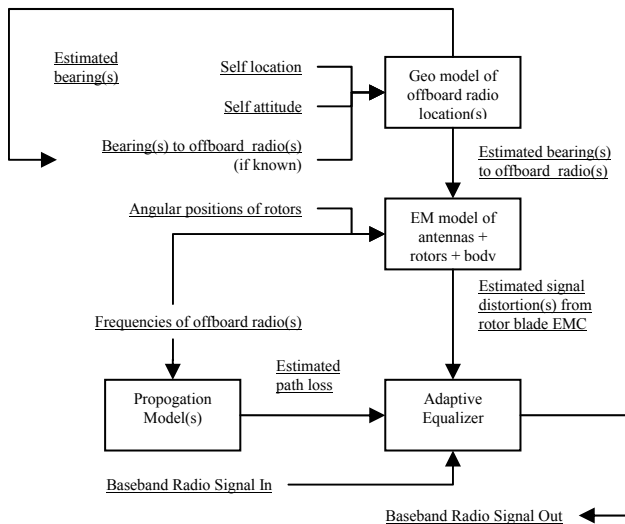 Estimated
bearing(s)
Self location
Self attitude
Bearing(s) to offboard radio(s)
(if known)
Geo model of
offboard radio
location(s)
Estimated bearing(s)
to offboard radio(s)
Angular positions of rotors
EM model of
antennas +
rotors + body
Estimated signal
distortion(s) from
rotor blade EMC
Frequencies of offboard radio(s)
Estimated
path loss
Propogation
Model(s)
Adaptive
Equalizer
Baseband Radio Signal In
Baseband Radio Signal Out